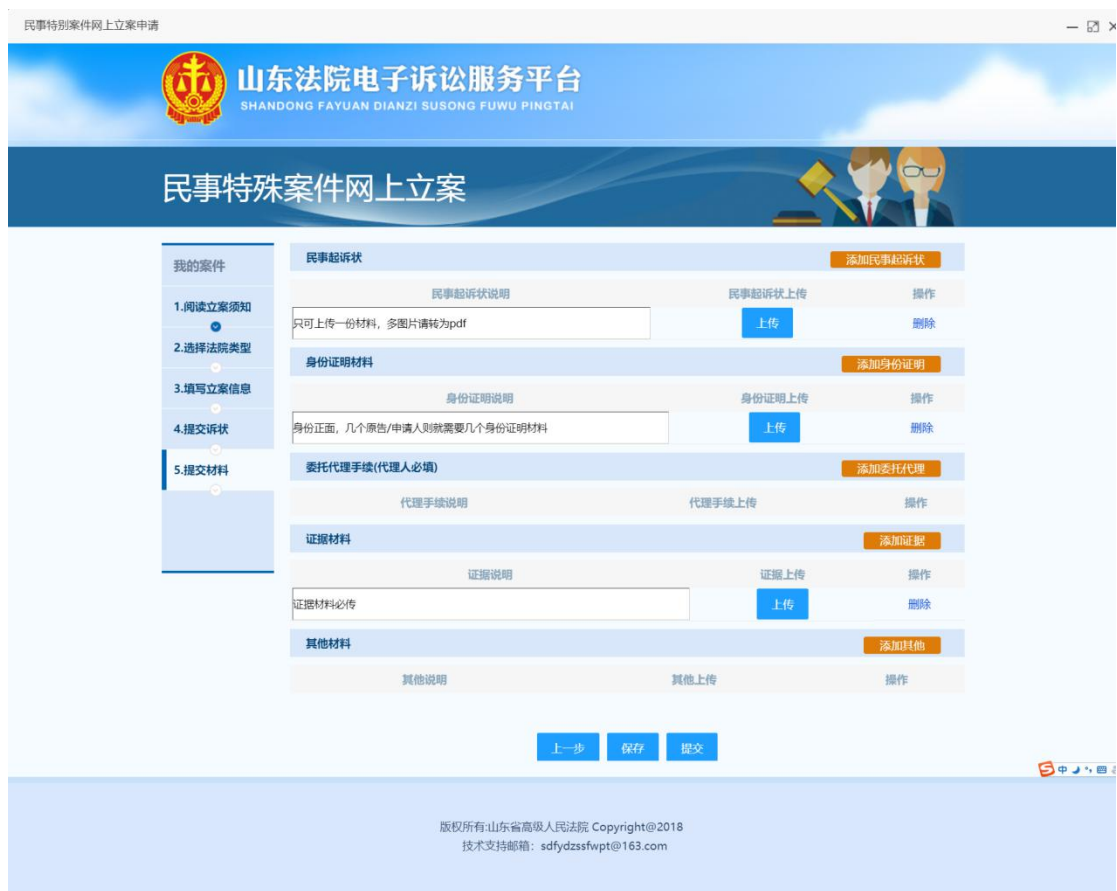 民事特别案件网上立案申请
山东法院电子诉讼服务平台
SHANDONG FAYUAN DIANZI SUSONG FUWU PINGTAI
民事特殊案件网上立案
我的案件
1.阅读立案须知
2.选择法院类型
3.填写立案信息
4.提交诉状
5.提交材料
民事起诉状 添加民事起诉状
民事起诉状说明 民事起诉状上传 操作
只可上传一份材料，多图片请转为pdf 上传 删除
身份证明材料 添加身份证明
身份证明说明 身份证明上传 操作
身份正面，几个原告/申请人则就需要几个身份证明材料 上传 删除
委托代理手续(代理人必填) 添加委托代理
代理手续说明 代理手续上传 操作
证据材料 添加证据
证据说明 证据上传 操作
证据材料必传 上传 删除
其他材料 添加其他
其他说明 其他上传 操作
上一步 保存 提交
中
版权所有:山东省高级人民法院 Copyright@2018
技术支持邮箱：sdfydzssfwpt@163.com